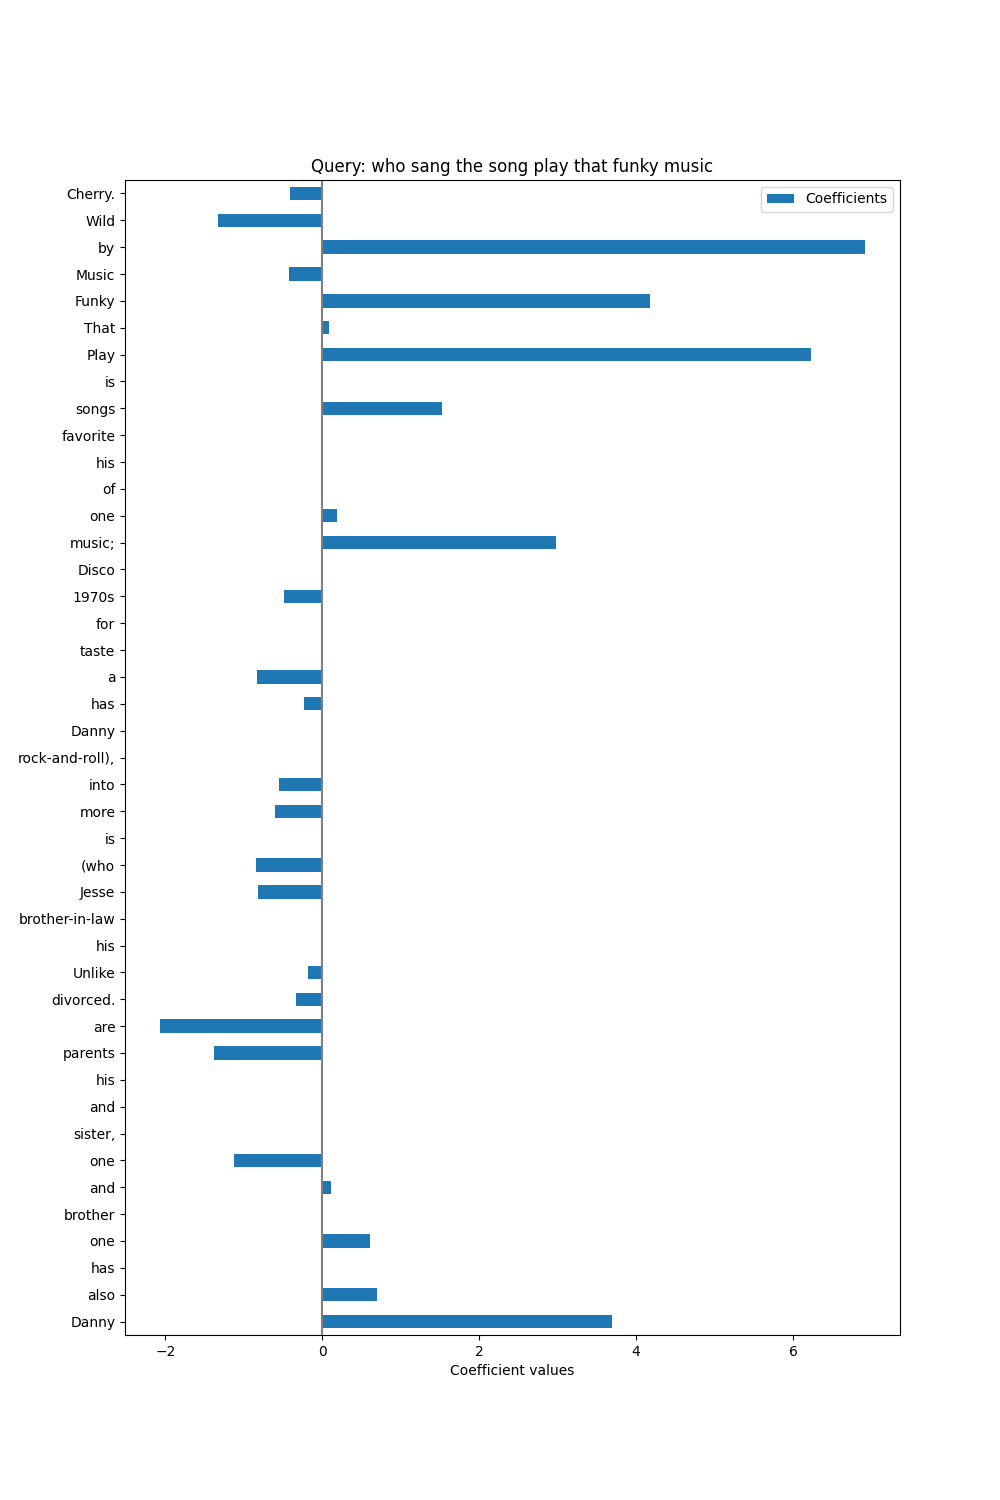 Query: who sang the song play that funky music
Coefficients
Cherry.
Wild
by
Music
Funky
That
Play
is
songs
favorite
his
of
one
music;
Disco
1970s
for
taste
a
has
Danny
rock-and-roll),
into
more
is
(who
Jesse
brother-in-law
his
Unlike
divorced.
are
parents
his
and
sister,
one
and
brother
one
has
also
Danny
−2 0 2 4 6
Coefficient values